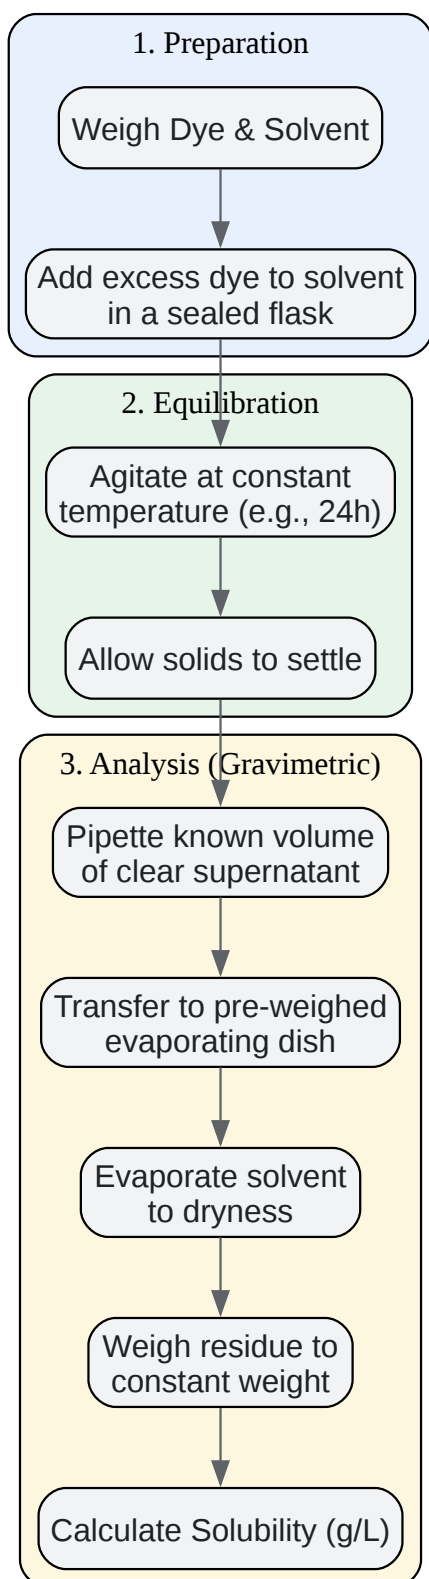 1. Preparation
Weigh Dye & Solvent
Add excess dye to solvent
in a sealed flask
2. Equilibration
Agitate at constant
temperature (e.g., 24h)
Allow solids to settle
3. Analysis (Gravimetric)
Pipette known volume
of clear supernatant
Transfer to pre-weighed
evaporating dish
Evaporate solvent
to dryness
Weigh residue to
constant weight
Calculate Solubility (g/L)